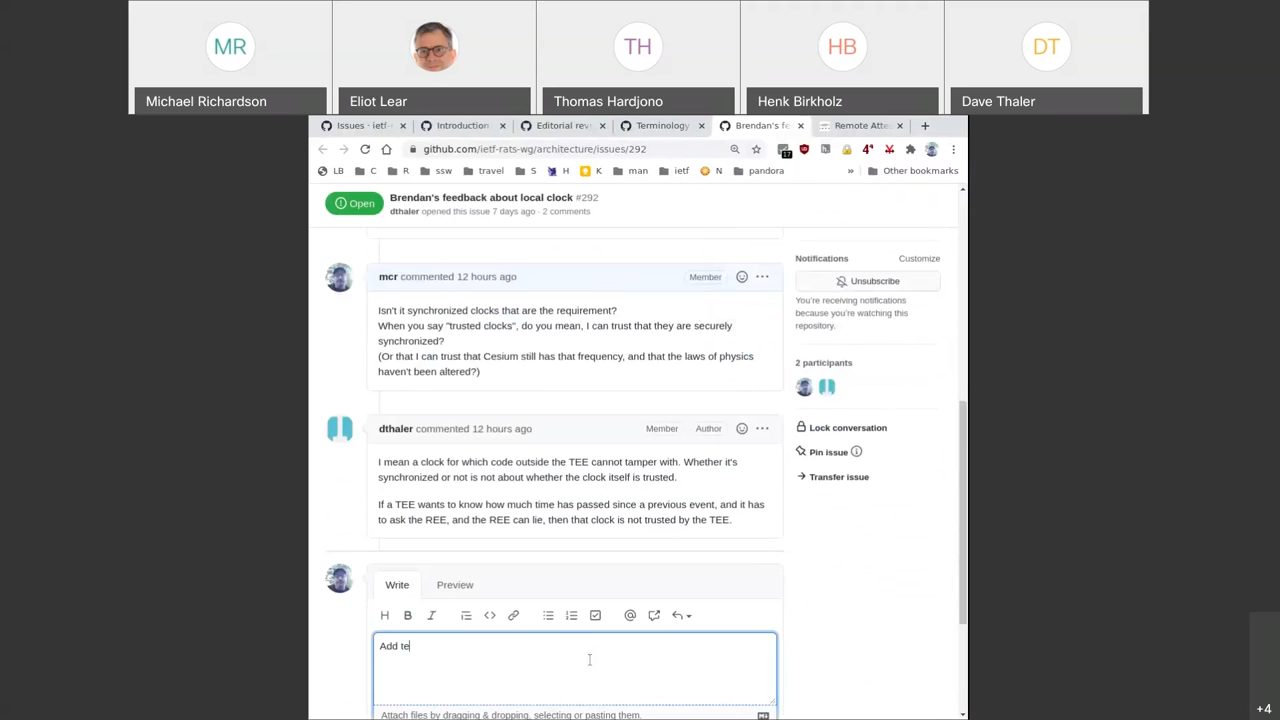 MR
TH
HB
DT
Michael Richardson
Eliot Lear
Thomas Hardjono
Henk Birkholz
Dave Thaler
Issues · ietf-
Introduction
Editorial rev
Terminology
Brendan's fe
Remote Atte
github.com/ietf-rats-wg/architecture/issues/292
17
LB C R ssw travel S H K man ietf N pandora » Other bookmarks
Open
Brendan's feedback about local clock #292
dthaler opened this issue 7 days ago · 2 comments
mcr commented 12 hours ago
Member
Isn't it synchronized clocks that are the requirement?
When you say "trusted clocks", do you mean, I can trust that they are securely
synchronized?
(Or that I can trust that Cesium still has that frequency, and that the laws of physics
haven't been altered?)
dthaler commented 12 hours ago
Member Author
I mean a clock for which code outside the TEE cannot tamper with. Whether it's
synchronized or not is not about whether the clock itself is trusted.
If a TEE wants to know how much time has passed since a previous event, and it has
to ask the REE, and the REE can lie, then that clock is not trusted by the TEE.
Write Preview
Add te
Attach files by dragging & dropping, selecting or pasting them.
Notifications Customize
Unsubscribe
You're receiving notifications
because you're watching this
repository.
2 participants
Lock conversation
Pin issue
Transfer issue
+4